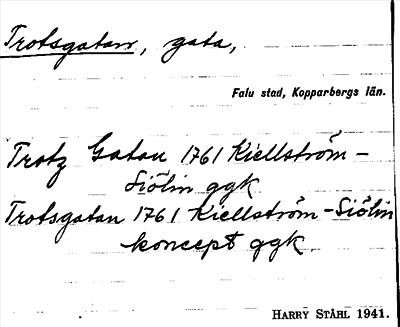 Trotsgatan, gata,
Falu stad, Kopparbergs län.
Trotz Gatan 1761 Kiellström-
Siölin ggk
Trotsgatan 1761 Kiellström-Siölin
koncept ggk.
HARRY STÅHL 1941.